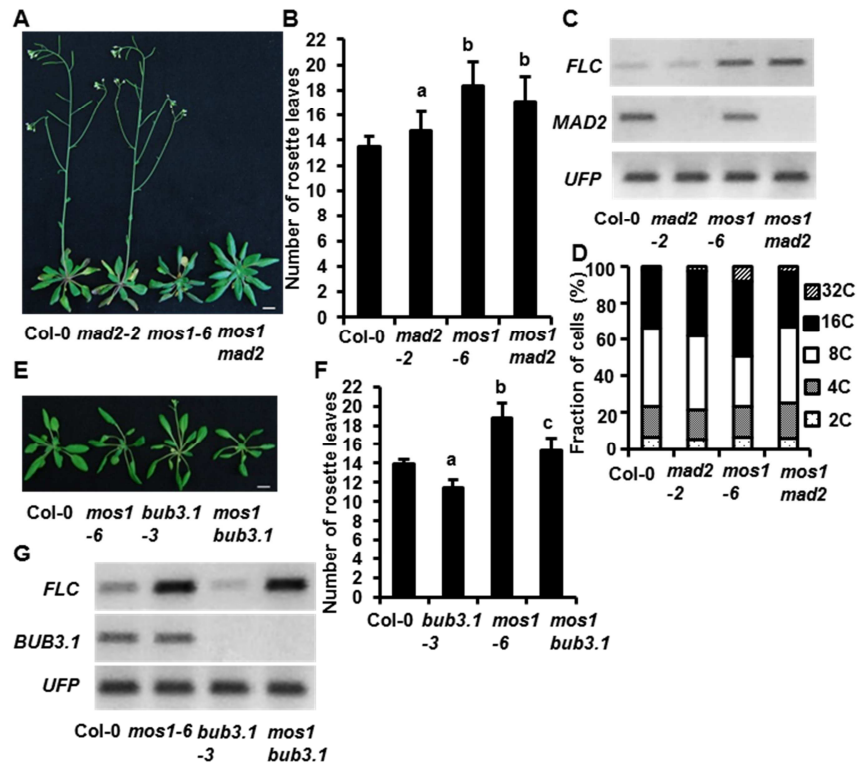 A
Col-0 mad2-2 mos1-6 mos1
mad2
B
Number of rosette leaves
22
20
18
16
14
12
10
8
6
4
2
0
a
b
b
Col-0 mad2 mos1 mos1
-2 -6 mad2
C
FLC
MAD2
UFP
Col-0 mad2 mos1 mos1
-2 -6 mad2
D
Fraction of cells (%)
100
80
60
40
20
0
32C
16C
8C
4C
2C
Col-0 mad2 mos1 mos1
-2 -6 mad2
E
Col-0 mos1 bub3.1 mos1
-6 -3 bub3.1
F
Number of rosette leaves
22
20
18
16
14
12
10
8
6
4
2
0
a
b
c
Col-0 bub3.1 mos1 mos1
-3 -6 bub3.1
G
FLC
BUB3.1
UFP
Col-0 mos1-6 bub3.1 mos1
-3 bub3.1